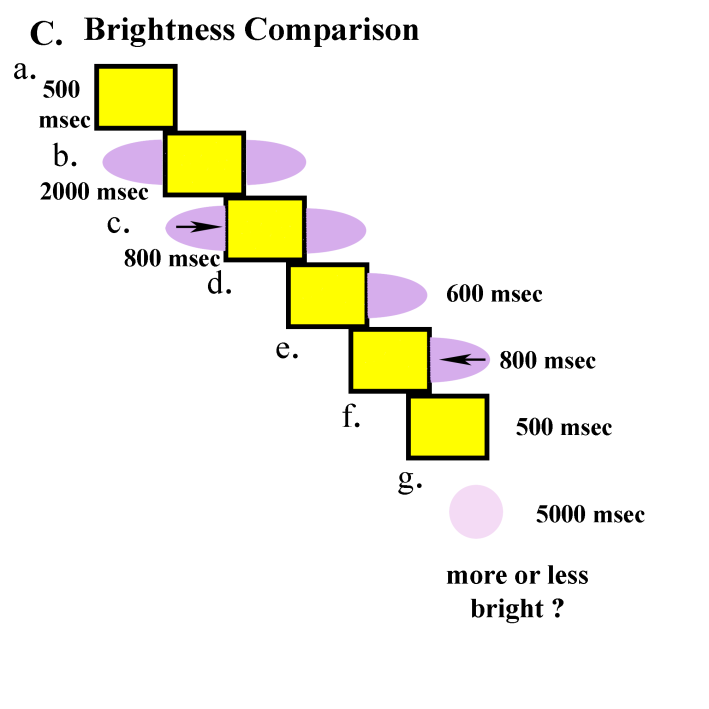 C. Brightness Comparison
a.
500
msec
b.
2000 msec
c.
800 msec
d.
600 msec
e.
800 msec
f.
500 msec
g.
5000 msec
more or less
bright ?